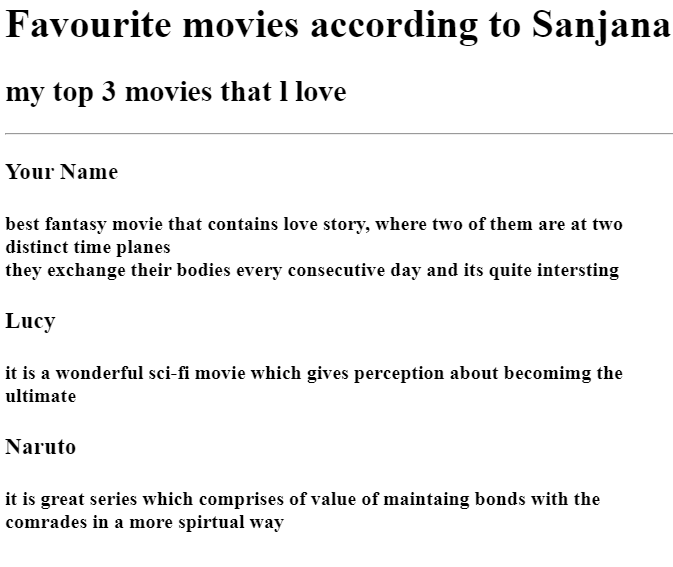 Favourite movies according to Sanjana
my top 3 movies that l love
Your Name
best fantasy movie that contains love story, where two of them are at two
distinct time planes
they exchange their bodies every consecutive day and its quite intersting
Lucy
it is a wonderful sci-fi movie which gives perception about becomimg the
ultimate
Naruto
it is great series which comprises of value of maintaing bonds with the
comrades in a more spirtual way